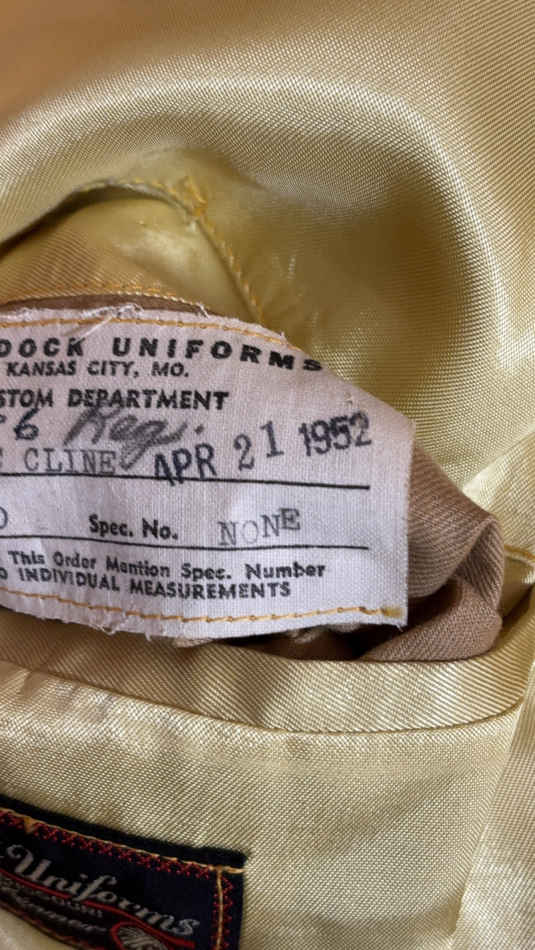 DOCK UNIFORMS
KANSAS CITY, MO.
STOM DEPARTMENT
6 Reg.
CLINE APR 21 1952
Spec. No. NONE
This Order Mention Spec. Number
INDIVIDUAL MEASUREMENTS
Uniforms